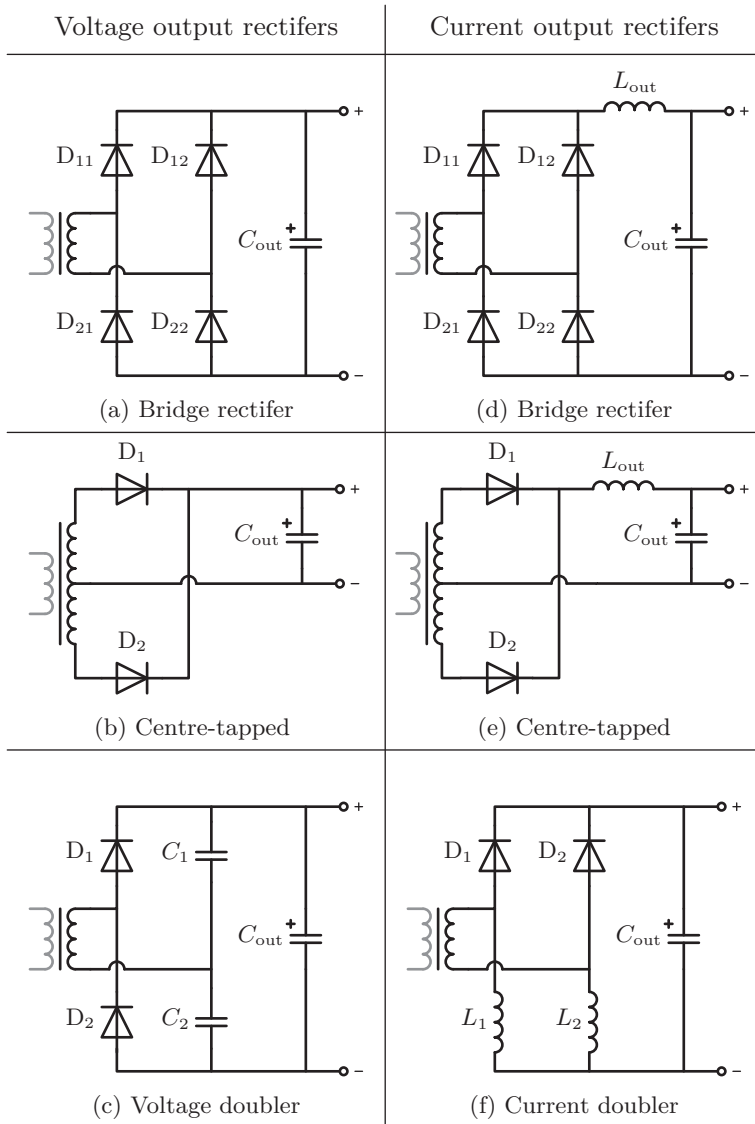 Voltage output rectifers
Current output rectifers
D11 D12
Cout +
+
−
D21 D22
(a) Bridge rectifer
Lout
D11 D12
Cout +
+
−
D21 D22
(d) Bridge rectifer
D1
Cout +
+
−
D2
(b) Centre-tapped
D1
Lout
Cout +
+
−
D2
(e) Centre-tapped
D1 C1
Cout +
+
−
D2 C2
(c) Voltage doubler
D1 D2
Cout +
+
−
L1 L2
(f) Current doubler